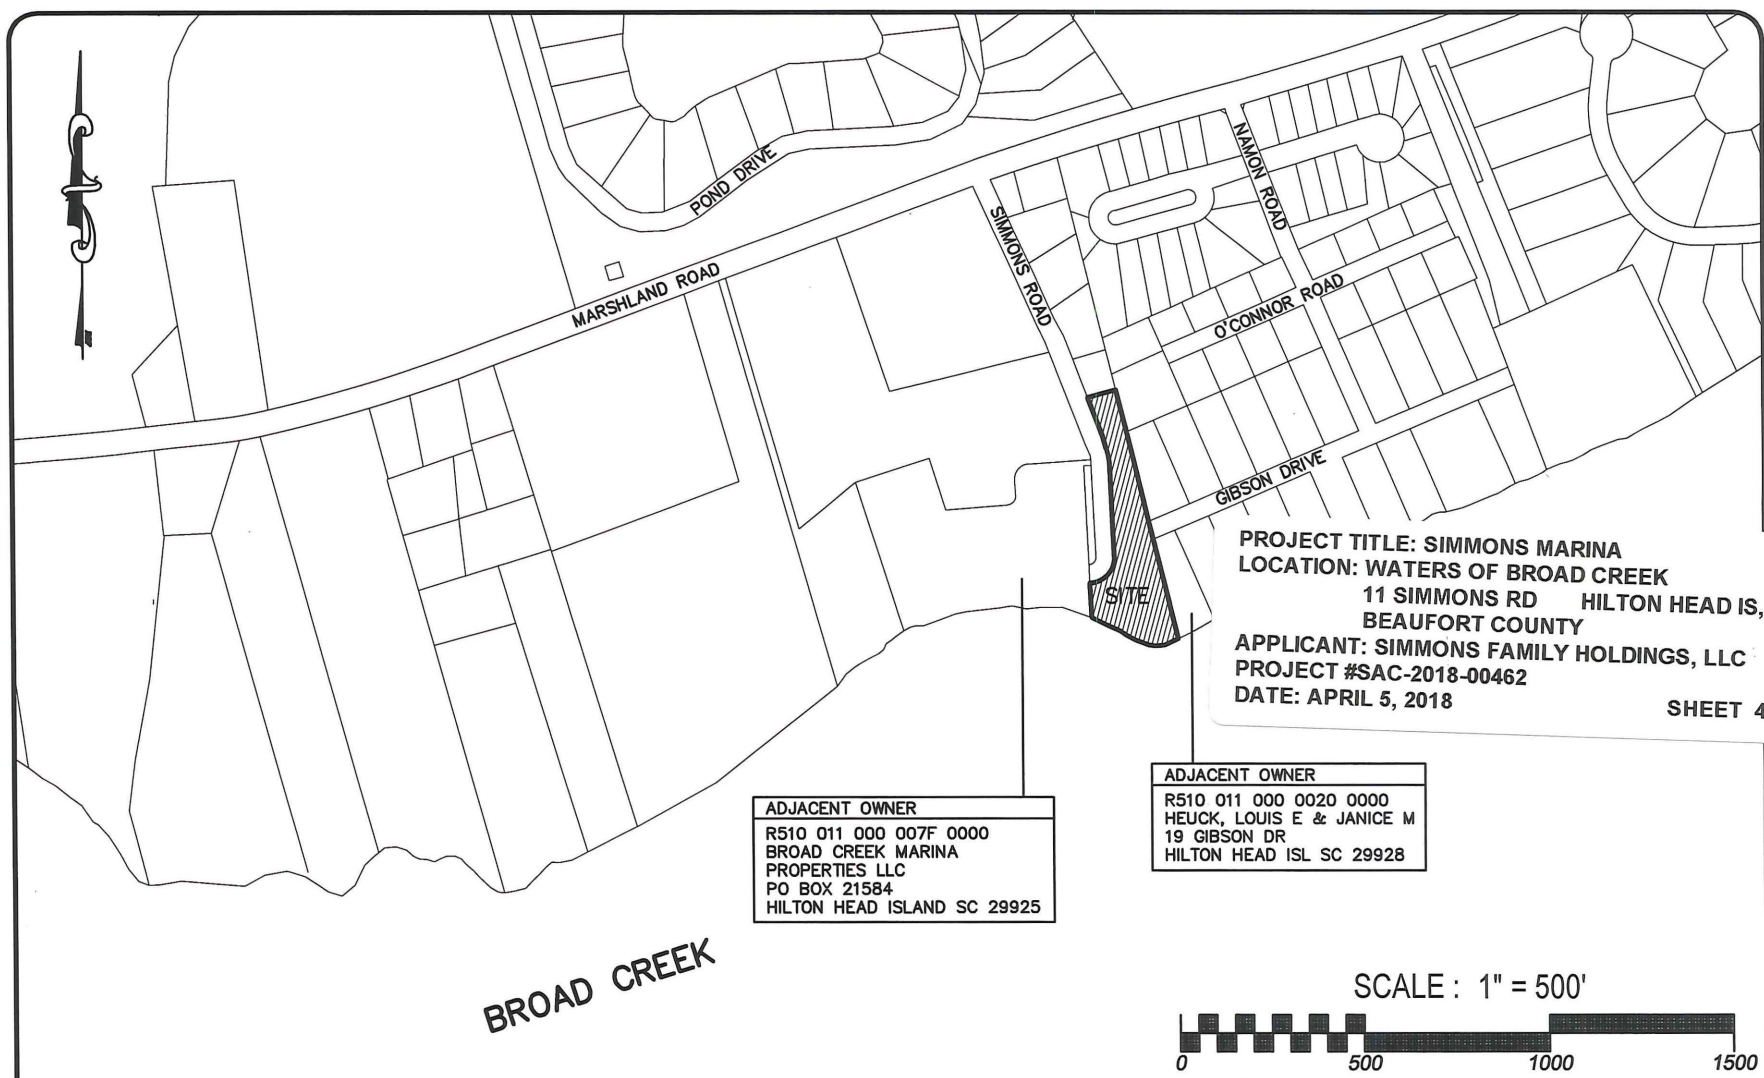 POND DRIVE
MARSHLAND ROAD
SIMMONS ROAD
NAMON ROAD
O'CONNOR ROAD
GIBSON DRIVE
SITE
PROJECT TITLE: SIMMONS MARINA
LOCATION: WATERS OF BROAD CREEK
11 SIMMONS RD HILTON HEAD IS,
BEAUFORT COUNTY
APPLICANT: SIMMONS FAMILY HOLDINGS, LLC
PROJECT #SAC-2018-00462
DATE: APRIL 5, 2018
SHEET 4
ADJACENT OWNER
R510 011 000 007F 0000
BROAD CREEK MARINA
PROPERTIES LLC
PO BOX 21584
HILTON HEAD ISLAND SC 29925
ADJACENT OWNER
R510 011 000 0020 0000
HEUCK, LOUIS E & JANICE M
19 GIBSON DR
HILTON HEAD ISL SC 29928
BROAD CREEK
SCALE : 1" = 500'
0 500 1000 1500